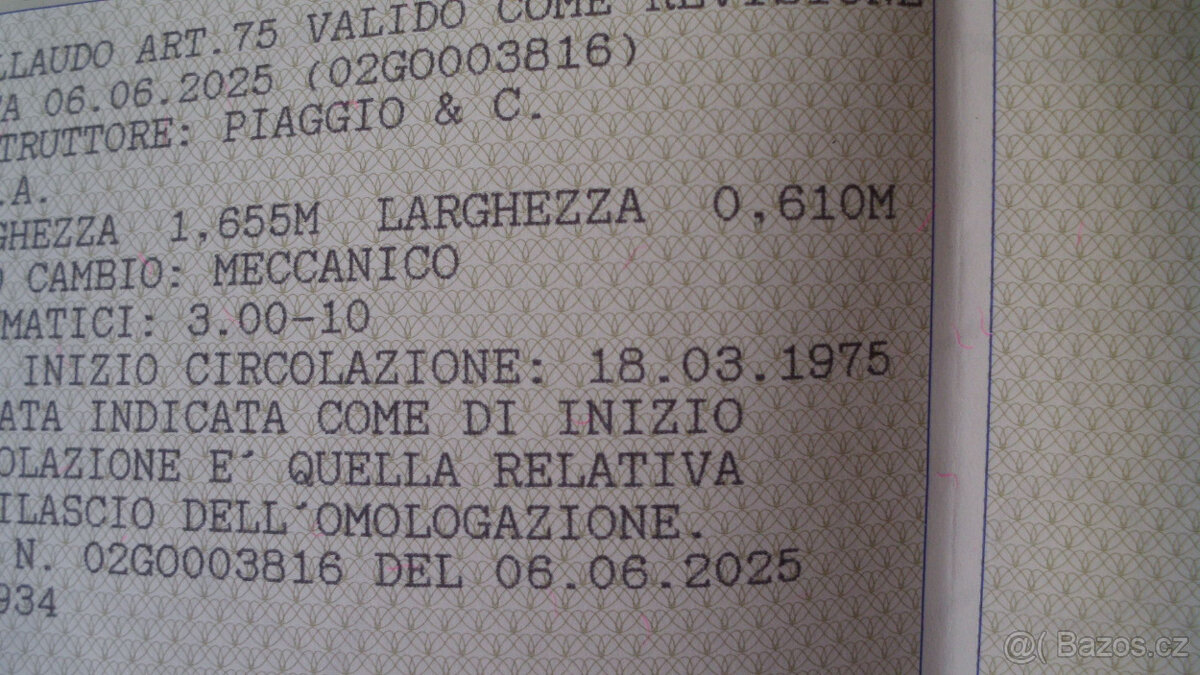 LLAUDO ART.75 VALIDO COME REVISIONE
TA 06.06.2025 (02G0003816)
TRUTTORE: PIAGGIO & C.
.A.
GHEZZA 1,655M LARGHEZZA 0,610M
O CAMBIO: MECCANICO
MATICI: 3.00-10
INIZIO CIRCOLAZIONE: 18.03.1975
ATA INDICATA COME DI INIZIO
OLAZIONE E´ QUELLA RELATIVA
ILASCIO DELL´OMOLOGAZIONE.
N. 02G0003816 DEL 06.06.2025
934
@( Bazos.cz